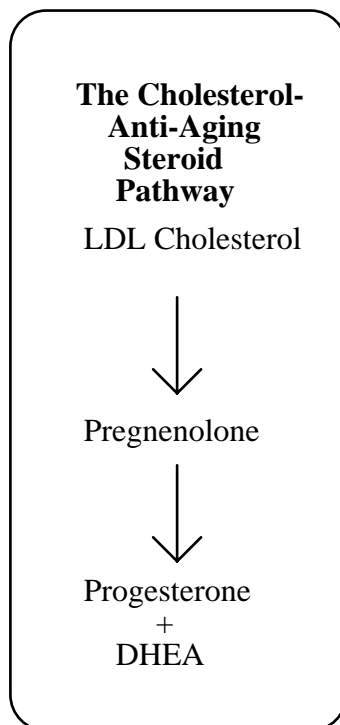 The Cholesterol-
Anti-Aging
Steroid
Pathway
LDL Cholesterol
Pregnenolone
Progesterone
+
DHEA